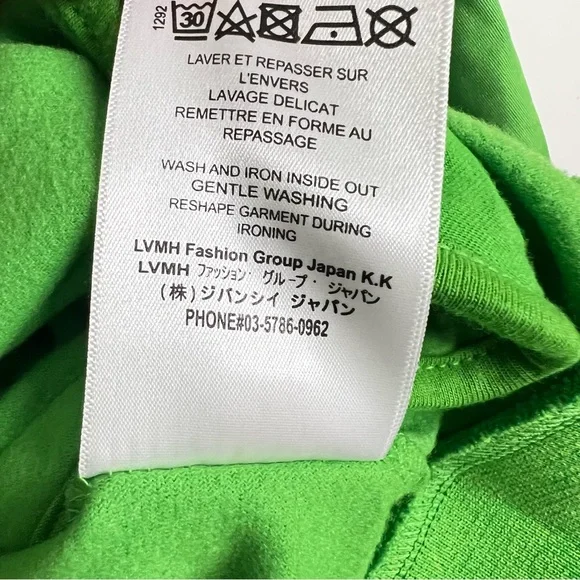 1292
30
LAVER ET REPASSER SUR
L'ENVERS
LAVAGE DELICAT
REMETTRE EN FORME AU
REPASSAGE
WASH AND IRON INSIDE OUT
GENTLE WASHING
RESHAPE GARMENT DURING
IRONING
LVMH Fashion Group Japan K.K
LVMH ファッション・グループ・ジャパン
(株)ジバンシイ ジャパン
PHONE#03-5786-0962